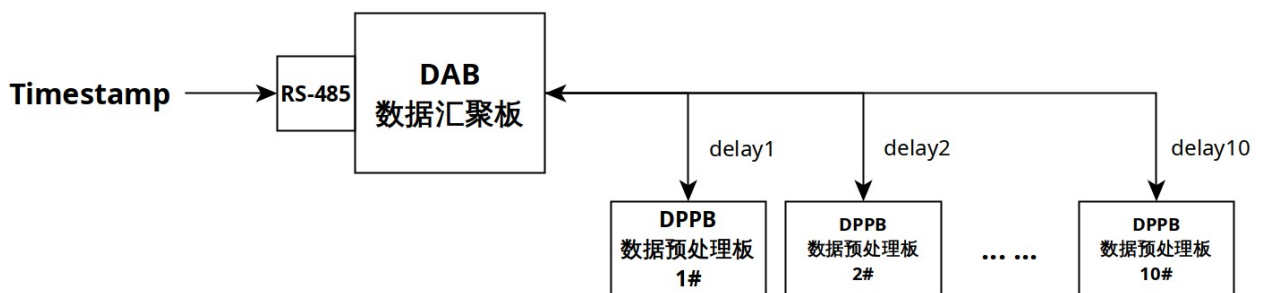 Timestamp
RS-485
DAB
数据汇聚板
delay1
delay2
delay10
DPPB
数据预处理板
1#
DPPB
数据预处理板
2#
... ...
DPPB
数据预处理板
10#